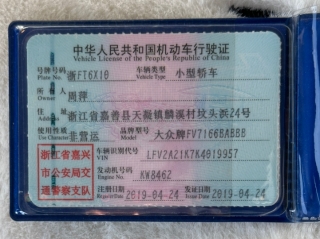 中华人民共和国机动车行驶证
Vehicle License of the People's Republic of China
号牌号码 浙FT6X10 车辆类型 小型轿车
Plate No. Vehicle Type
所有人 周萍
Owner
住址 浙江省嘉善县天凝镇麟溪村坟头浜24号
Address
使用性质 非营运 品牌型号 大众牌FV7166BABBB
Use Character Model
浙江省嘉兴 车辆识别代号 LFV2A21K7K4019957
VIN
市公安局交 发动机号码 KW8462
Engine No.
通警察支队 注册日期 2019-04-24 发证日期 2019-04-24
Register Date Issue Date